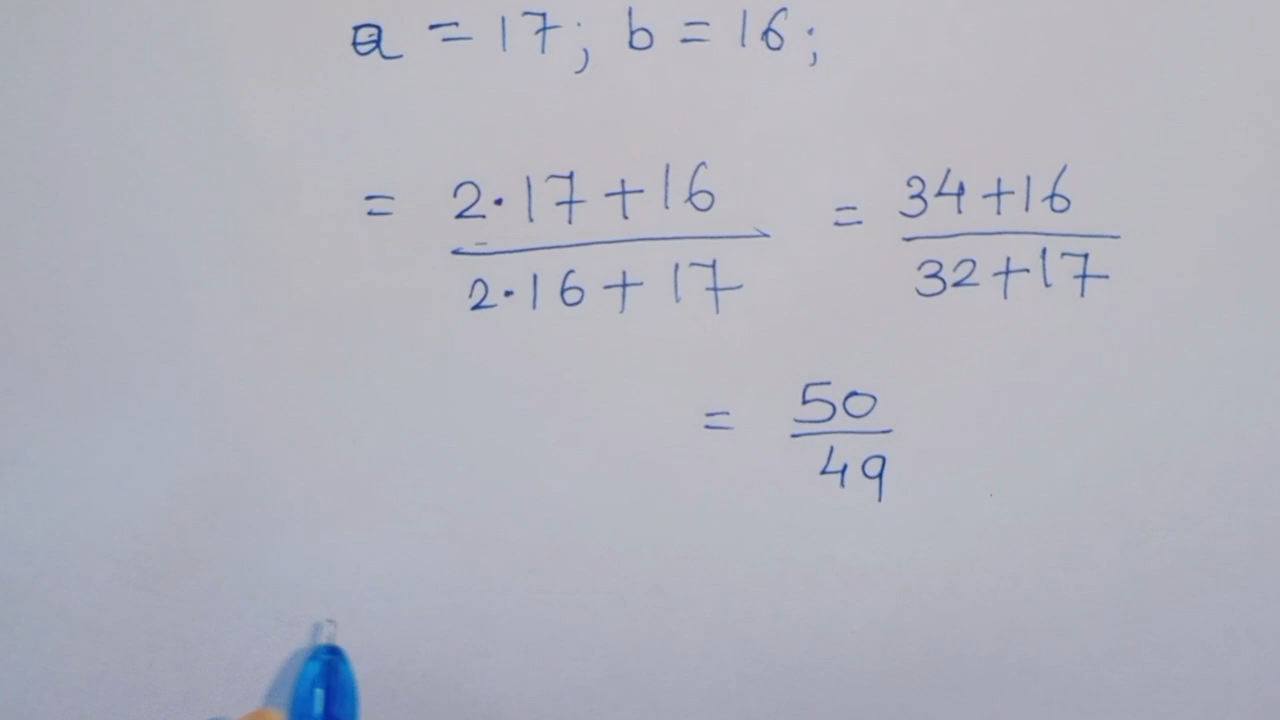 a = 17; b = 16;
= 2·17+16 / 2·16+17 = 34+16 / 32+17
= 50 / 49